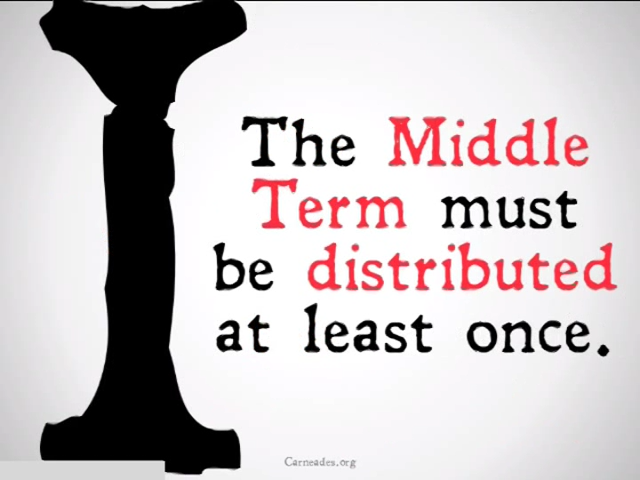 The Middle
Term must
be distributed
at least once.
Carneades.org